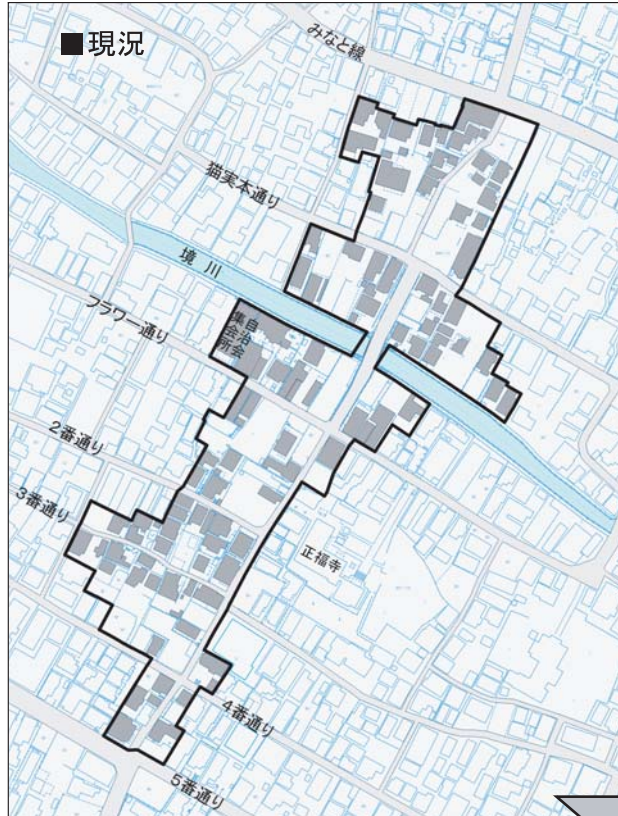 ■現況
みなと線
猫実本通り
境川
フラワー通り
自治会
集会所
2番通り
3番通り
正福寺
4番通り
5番通り